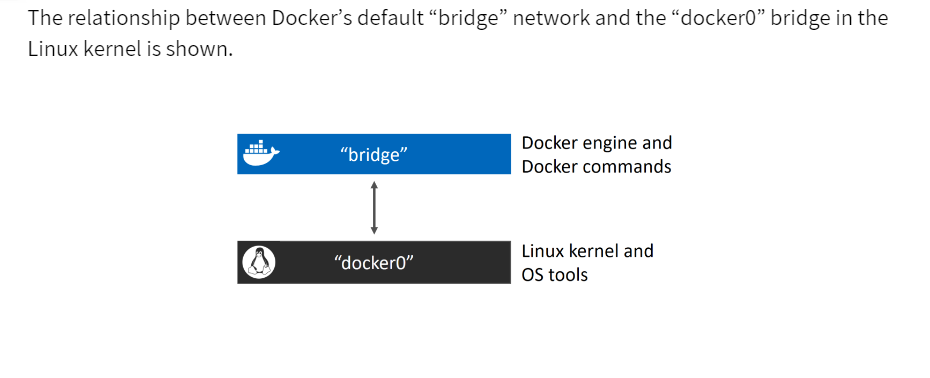 The relationship between Docker’s default “bridge” network and the “docker0” bridge in the
Linux kernel is shown.
“bridge”
Docker engine and
Docker commands
“docker0”
Linux kernel and
OS tools